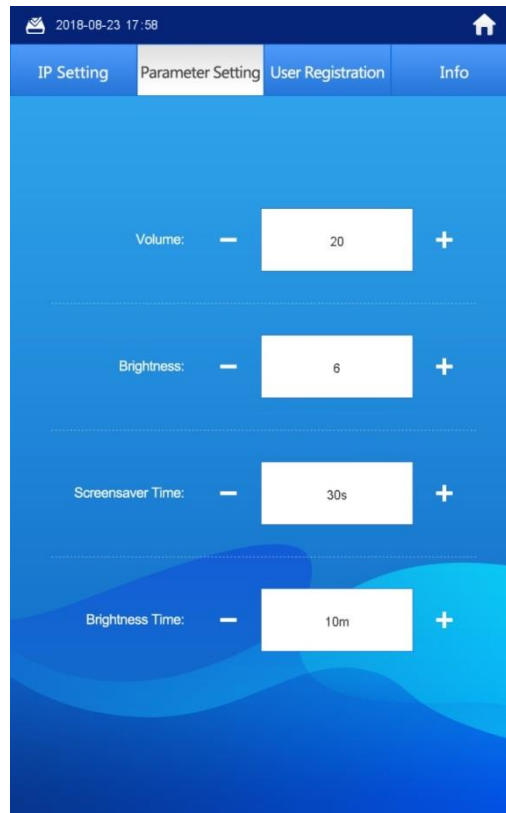 2018-08-23 17:58
IP Setting Parameter Setting User Registration Info
Volume: − 20 +
Brightness: − 6 +
Screensaver Time: − 30s +
Brightness Time: − 10m +